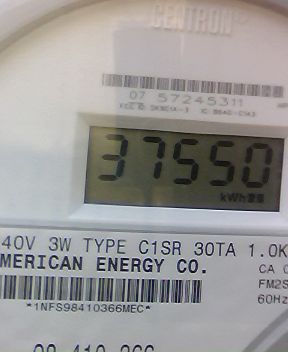 CENTRON
07 57245311
37550
kWh
40V 3W TYPE C1SR 30TA 1.0K
MERICAN ENERGY CO.
CA 0
FM2S
60Hz
*1NFS98410366MEC*